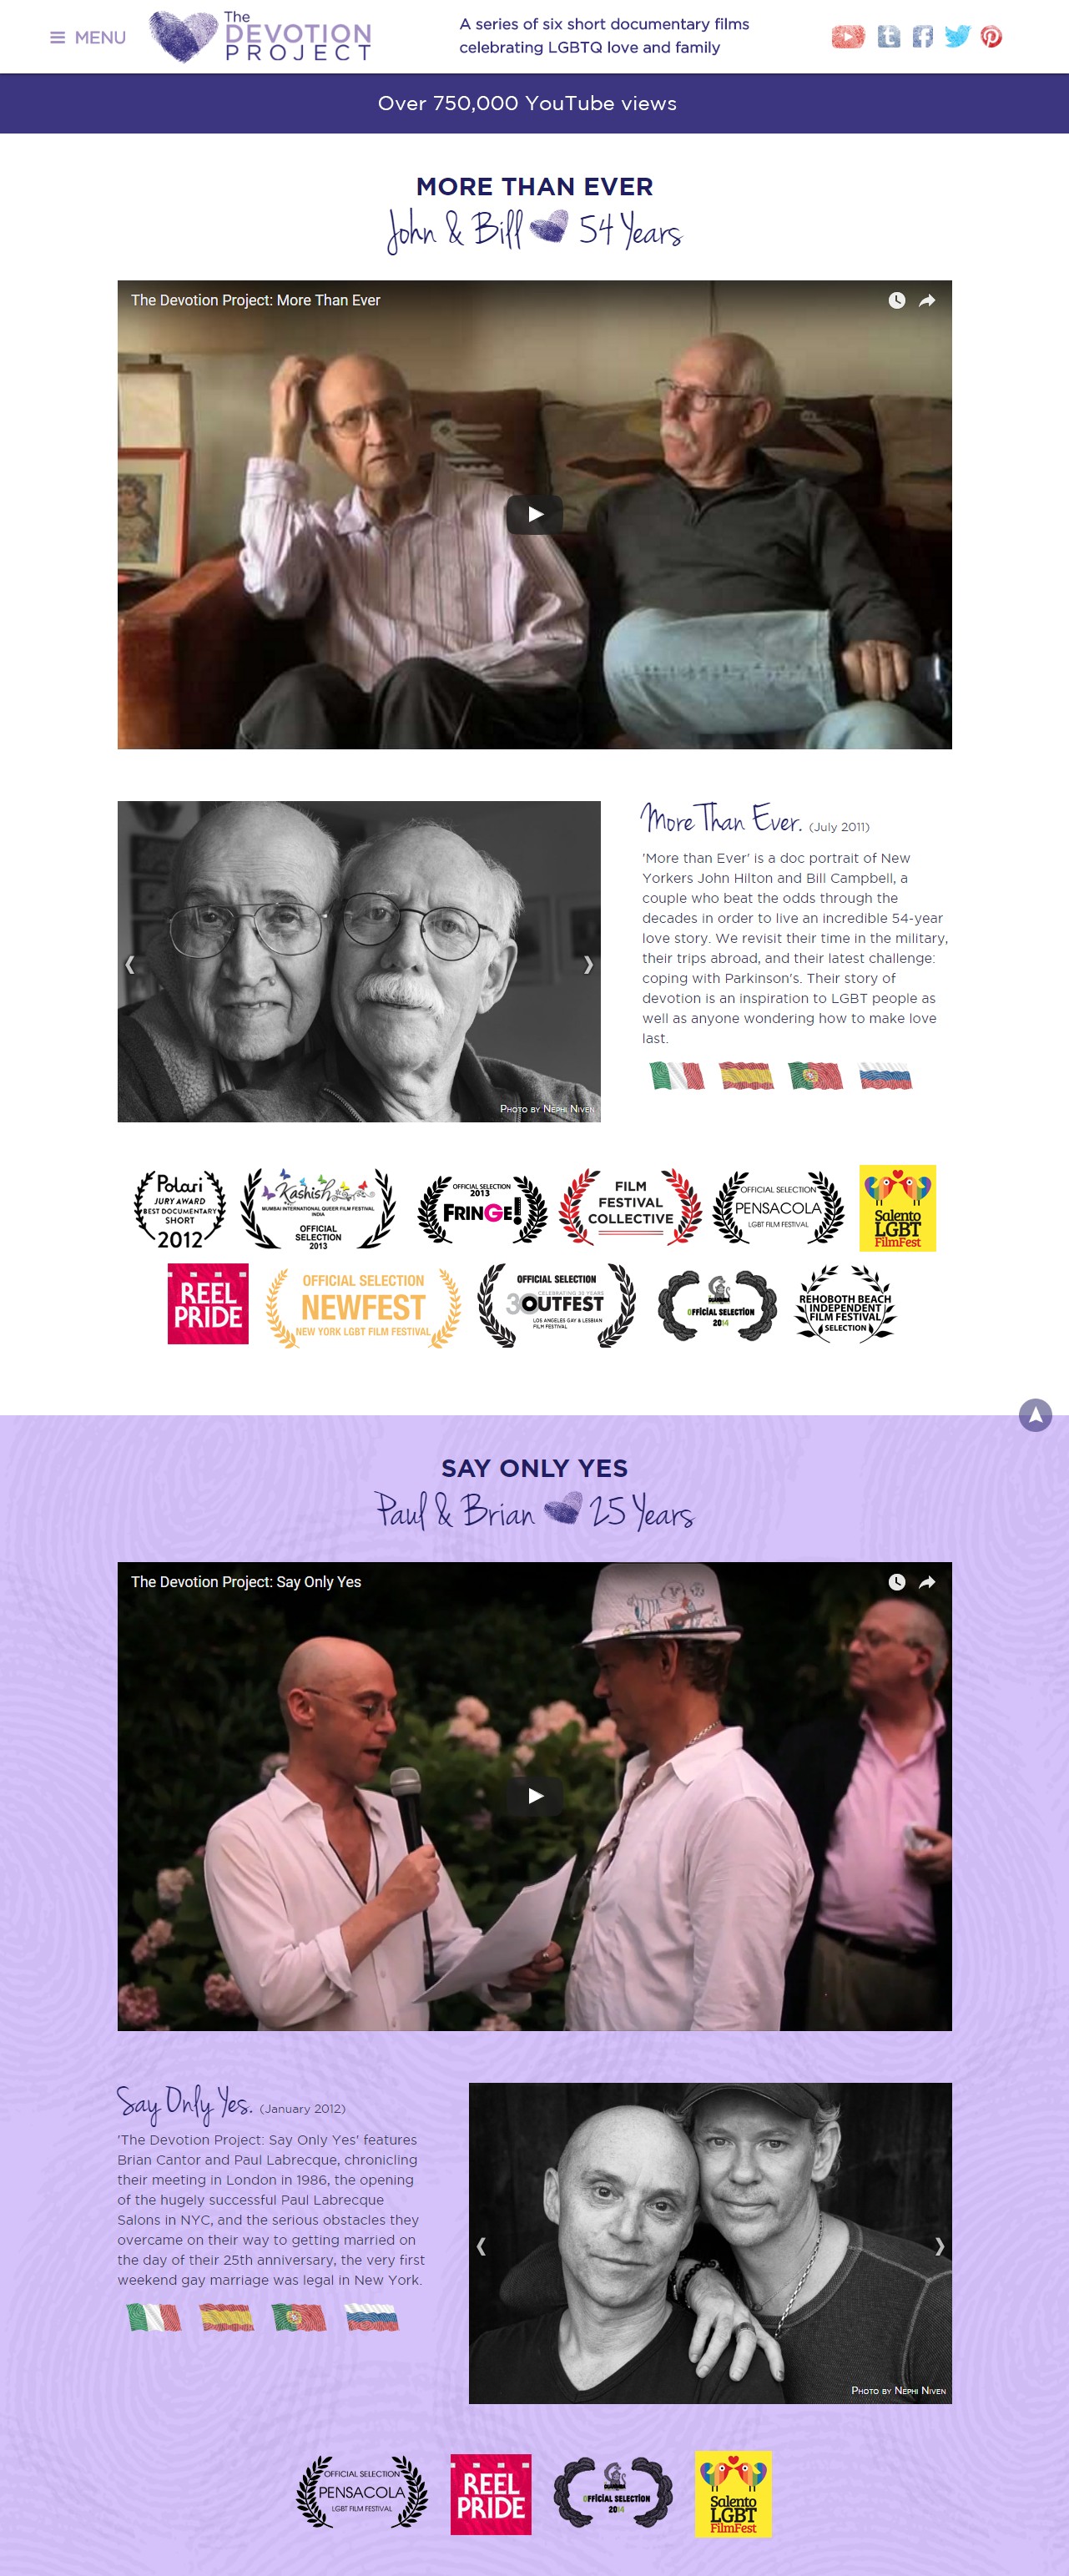 MENU
The
DEVOTION
PROJECT
A series of six short documentary films
celebrating LGBTQ love and family
Over 750,000 YouTube views
MORE THAN EVER
John & Bill 54 Years
The Devotion Project: More Than Ever
More Than Ever. (July 2011)
'More than Ever' is a doc portrait of New
Yorkers John Hilton and Bill Campbell, a
couple who beat the odds through the
decades in order to live an incredible 54-year
love story. We revisit their time in the military,
their trips abroad, and their latest challenge:
coping with Parkinson's. Their story of
devotion is an inspiration to LGBT people as
well as anyone wondering how to make love
last.
Photo by Nephi Niven
Polari
JURY AWARD
BEST DOCUMENTARY
SHORT
2012
Kashish
MUMBAI INTERNATIONAL QUEER FILM FESTIVAL
INDIA
OFFICIAL
SELECTION
2013
OFFICIAL SELECTION
2013
FRINGE!
FILM
FESTIVAL
COLLECTIVE
OFFICIAL SELECTION
PENSACOLA
LGBT FILM FESTIVAL
Salento
LGBT
FilmFest
REEL
PRIDE
OFFICIAL SELECTION
NEWFEST
NEW YORK LGBT FILM FESTIVAL
OFFICIAL SELECTION
CELEBRATING 30 YEARS
30 OUTFEST
LOS ANGELES GAY & LESBIAN
FILM FESTIVAL
OFFICIAL SELECTION
2014
REHOBOTH BEACH
INDEPENDENT
FILM FESTIVAL
SELECTION
SAY ONLY YES
Paul & Brian 25 Years
The Devotion Project: Say Only Yes
Say Only Yes. (January 2012)
'The Devotion Project: Say Only Yes' features
Brian Cantor and Paul Labrecque, chronicling
their meeting in London in 1986, the opening
of the hugely successful Paul Labrecque
Salons in NYC, and the serious obstacles they
overcame on their way to getting married on
the day of their 25th anniversary, the very first
weekend gay marriage was legal in New York.
Photo by Nephi Niven
OFFICIAL SELECTION
PENSACOLA
LGBT FILM FESTIVAL
REEL
PRIDE
OFFICIAL SELECTION
2014
Salento
LGBT
FilmFest